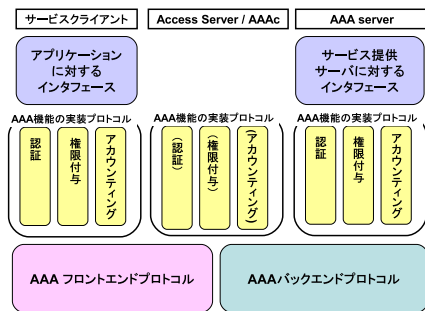 サービスクライアント
Access Server / AAAc
AAA server
アプリケーション
に対する
インタフェース
サービス提供
サーバに対する
インタフェース
AAA機能の実装プロトコル
AAA機能の実装プロトコル
AAA機能の実装プロトコル
認証
権限付与
アカウンティング
(認証)
(権限付与)
(アカウンティング)
認証
権限付与
アカウンティング
AAA フロントエンドプロトコル
AAAバックエンドプロトコル